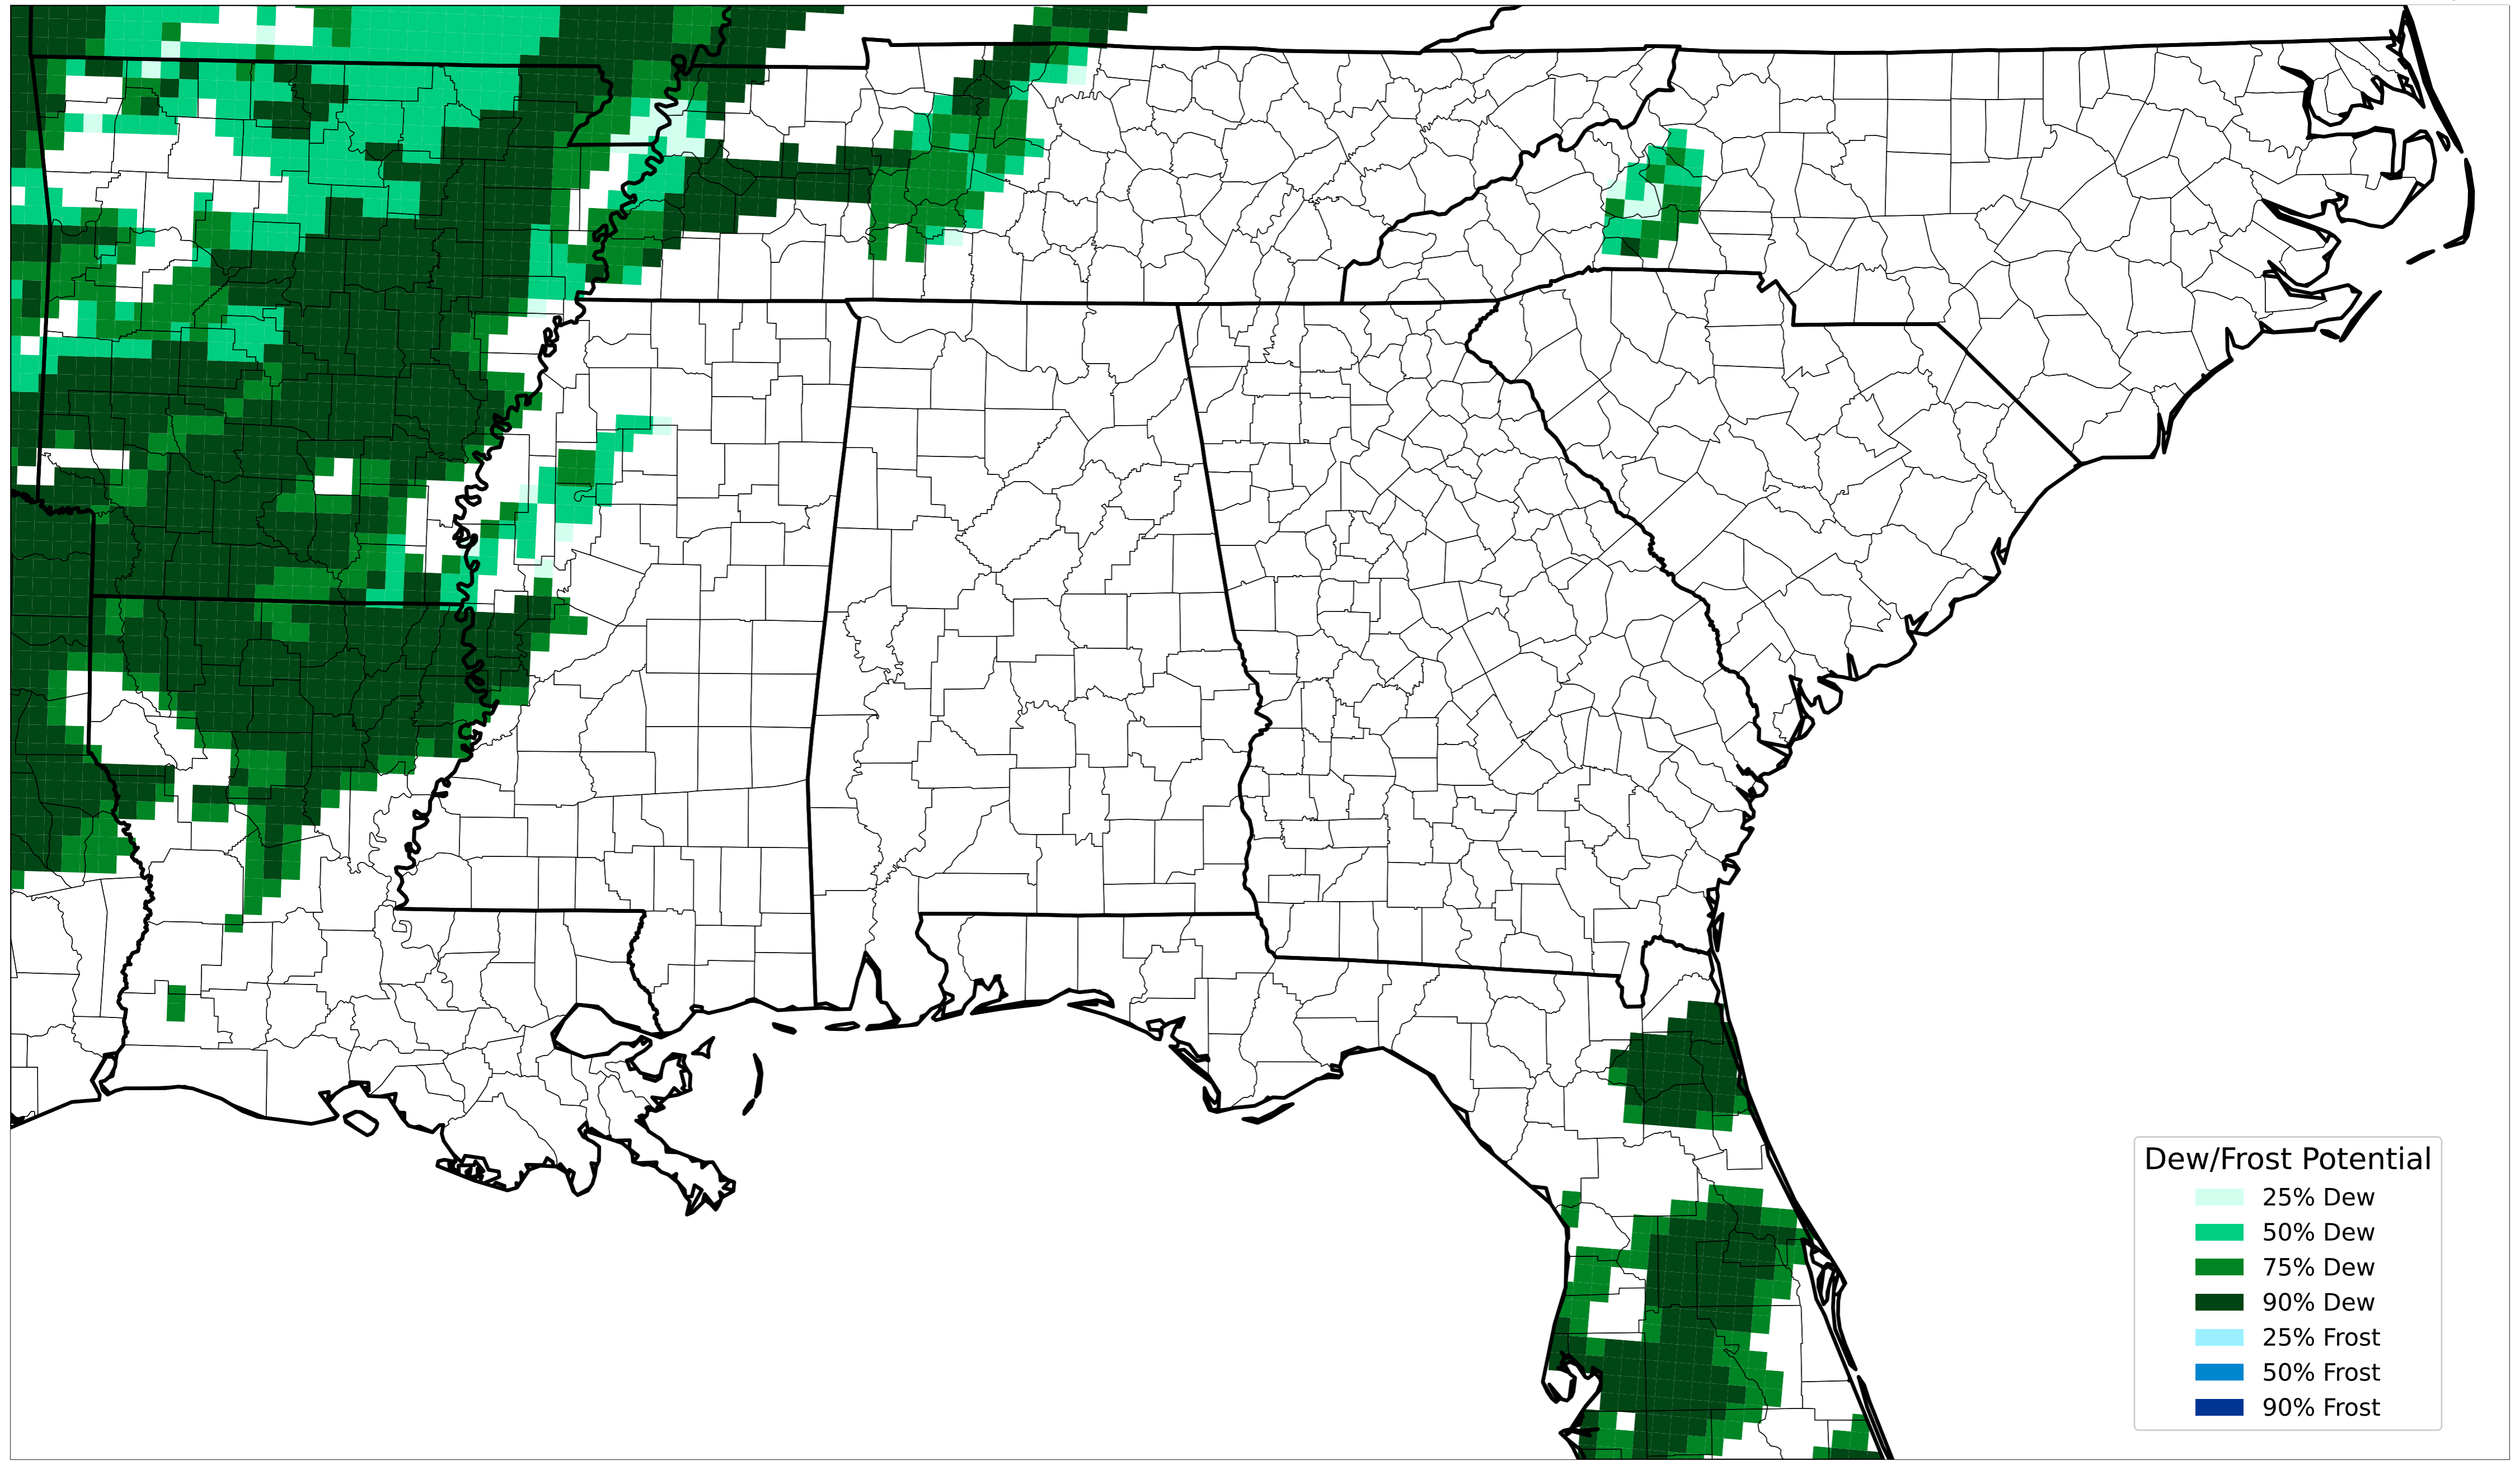 Dew/Frost Potential
25% Dew
50% Dew
75% Dew
90% Dew
25% Frost
50% Frost
90% Frost